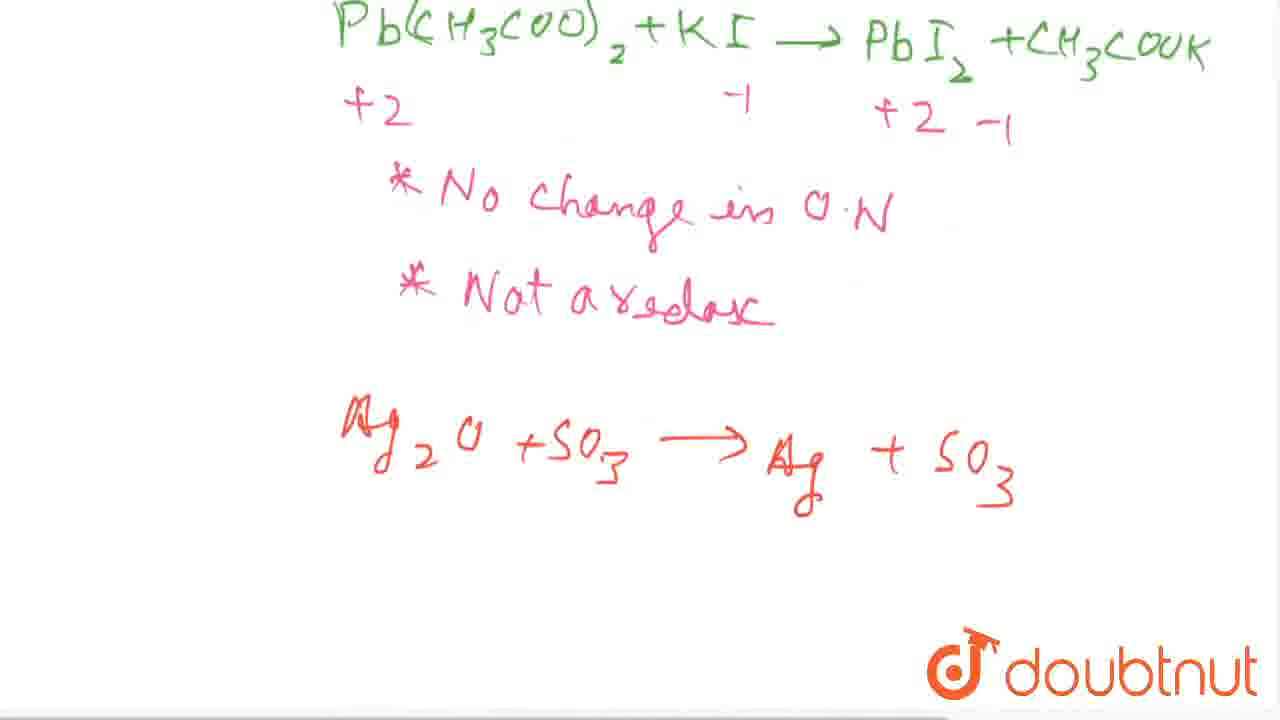 Pb(CH₃COO)₂ + KI → PbI₂ + CH₃COOK
+2 -1 +2 -1
* No change in O.N
* Not a redox
Ag₂O + SO₃ → Ag + SO₃
doubtnut